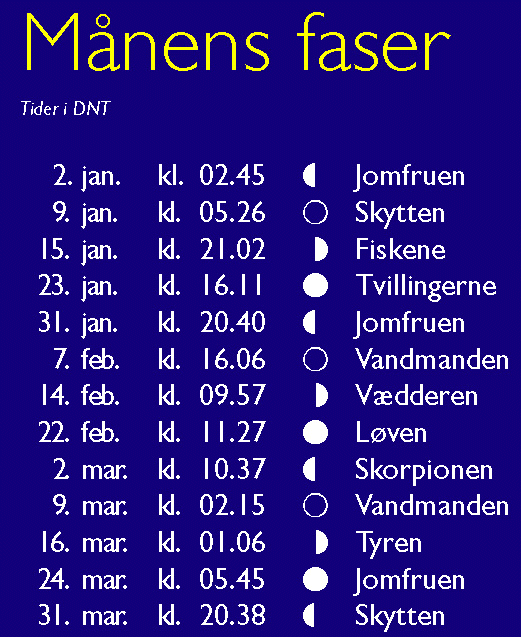 Månens faser
Tider i DNT
2. jan. kl. 02.45 Jomfruen
9. jan. kl. 05.26 Skytten
15. jan. kl. 21.02 Fiskene
23. jan. kl. 16.11 Tvillingerne
31. jan. kl. 20.40 Jomfruen
7. feb. kl. 16.06 Vandmanden
14. feb. kl. 09.57 Vædderen
22. feb. kl. 11.27 Løven
2. mar. kl. 10.37 Skorpionen
9. mar. kl. 02.15 Vandmanden
16. mar. kl. 01.06 Tyren
24. mar. kl. 05.45 Jomfruen
31. mar. kl. 20.38 Skytten